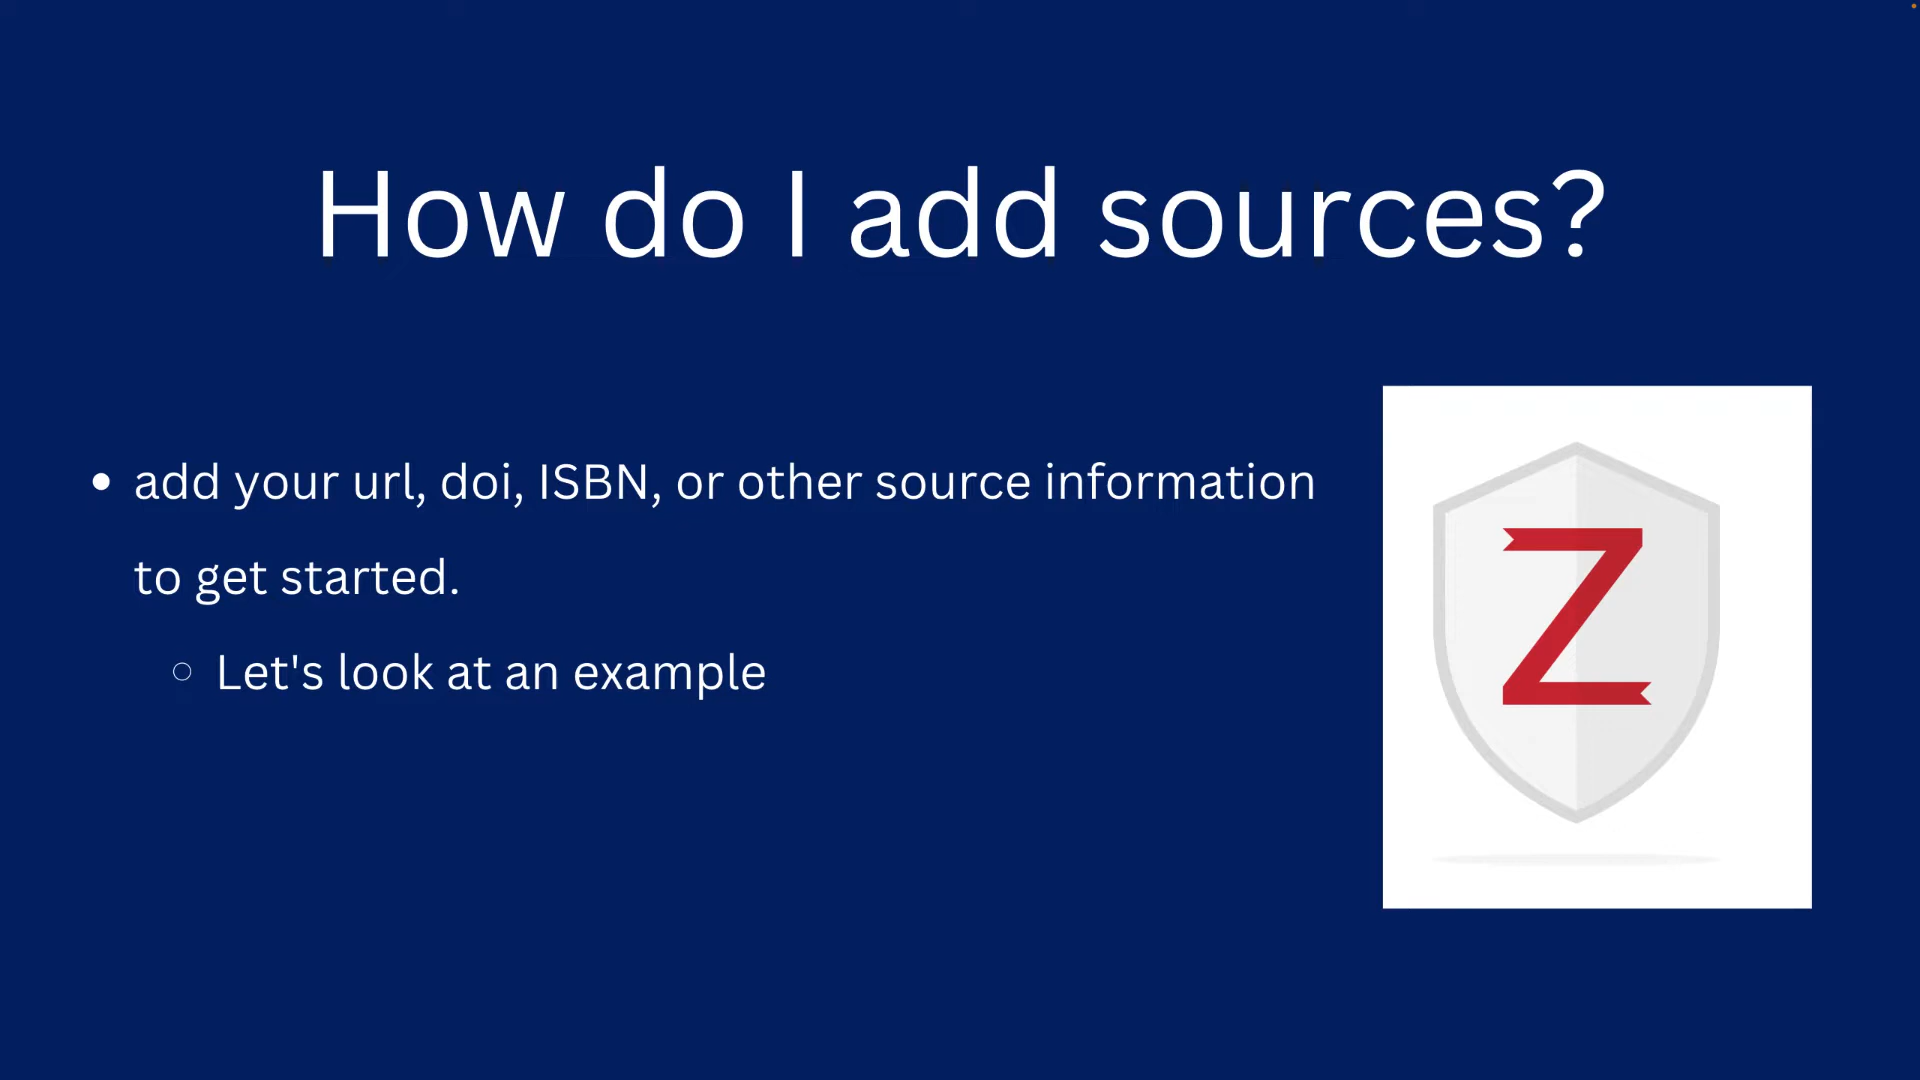 How do I add sources?
• add your url, doi, ISBN, or other source information
to get started.
○ Let's look at an example
Z